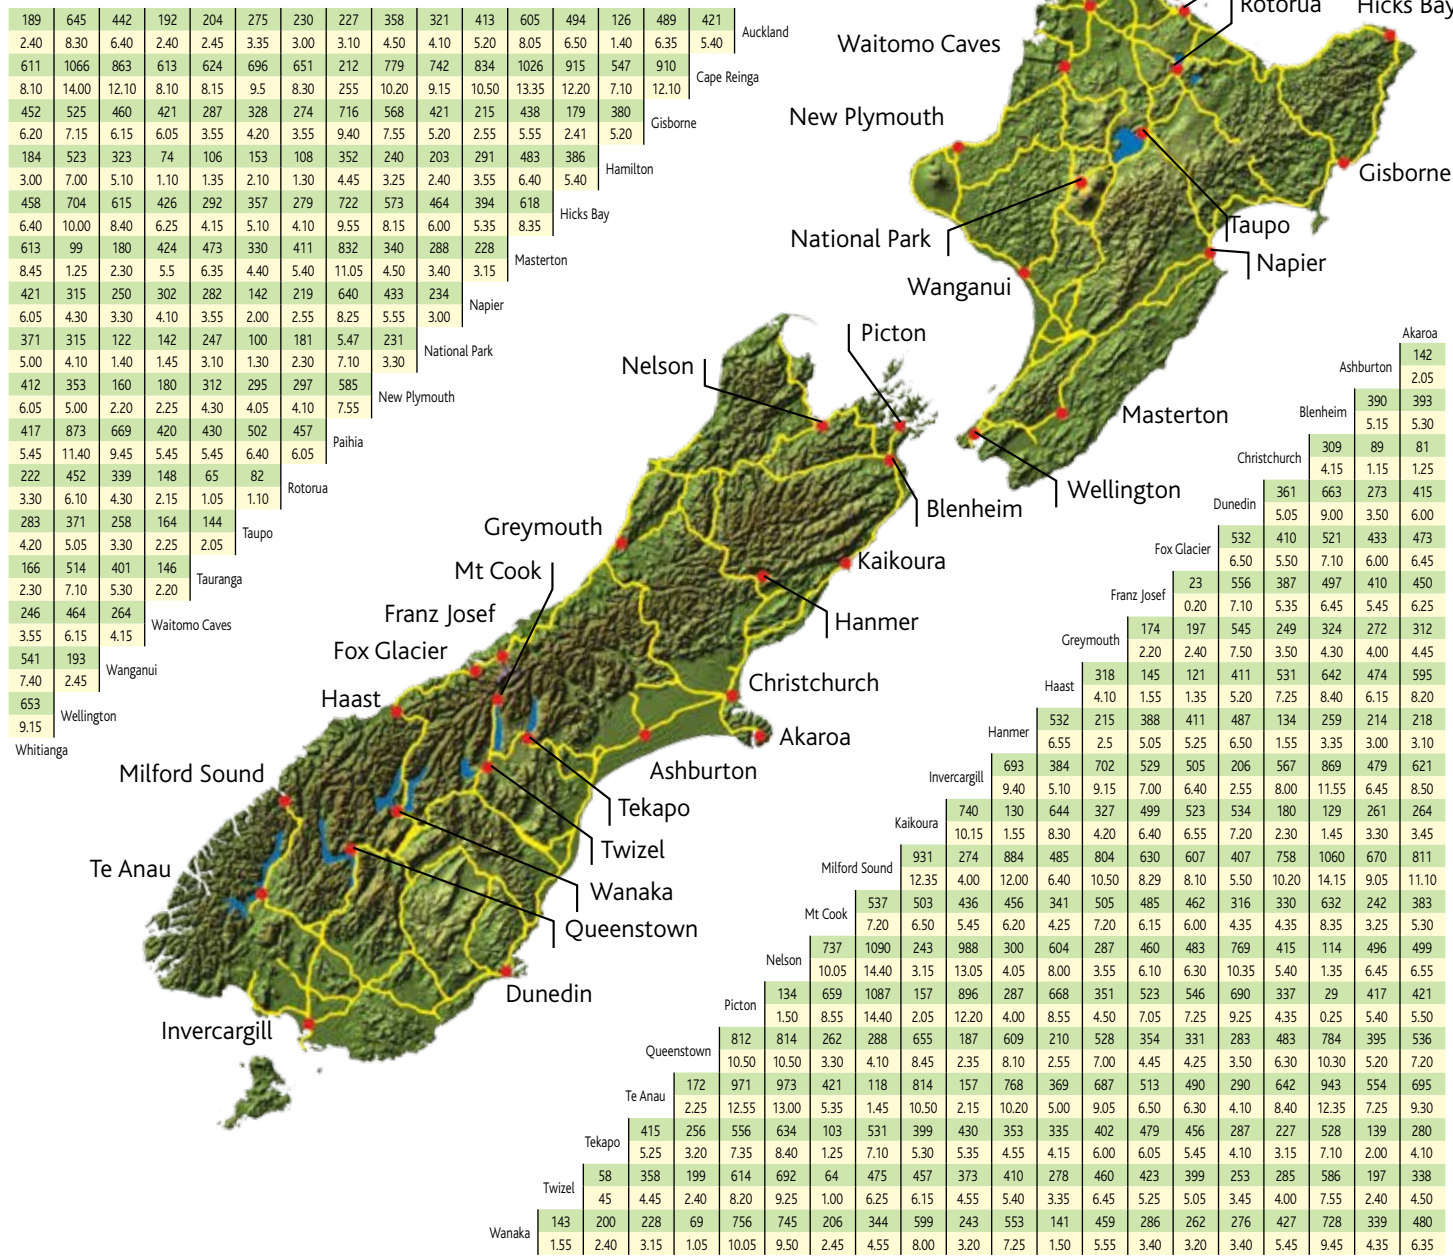 189 645 442 192 204 275 230 227 358 321 413 605 494 126 489 421
2.40 8.30 6.40 2.40 2.45 3.35 3.00 3.10 4.50 4.10 5.20 8.05 6.50 1.40 6.35 5.40
Auckland
611 1066 863 613 624 696 651 212 779 742 834 1026 915 547 910
8.10 14.00 12.10 8.10 8.15 9.5 8.30 255 10.20 9.15 10.50 13.35 12.20 7.10 12.10
Cape Reinga
452 525 460 421 287 328 274 716 568 421 215 438 179 380
6.20 7.15 6.15 6.05 3.55 4.20 3.55 9.40 7.55 5.20 2.55 5.55 2.41 5.20
Gisborne
184 523 323 74 106 153 108 352 240 203 291 483 386
3.00 7.00 5.10 1.10 1.35 2.10 1.30 4.45 3.25 2.40 3.55 6.40 5.40
Hamilton
458 704 615 426 292 357 279 722 573 464 394 618
6.40 10.00 8.40 6.25 4.15 5.10 4.10 9.55 8.15 6.00 5.35 8.35
Hicks Bay
613 99 180 424 473 330 411 832 340 288 228
8.45 1.25 2.30 5.5 6.35 4.40 5.40 11.05 4.50 3.40 3.15
Masterton
421 315 250 302 282 142 219 640 433 234
6.05 4.30 3.30 4.10 3.55 2.00 2.55 8.25 5.55 3.00
Napier
371 315 122 142 247 100 181 5.47 231
5.00 4.10 1.40 1.45 3.10 1.30 2.30 7.10 3.30
National Park
412 353 160 180 312 295 297 585
6.05 5.00 2.20 2.25 4.30 4.05 4.10 7.55
New Plymouth
417 873 669 420 430 502 457
5.45 11.40 9.45 5.45 5.45 6.40 6.05
Paihia
222 452 339 148 65 82
3.30 6.10 4.30 2.15 1.05 1.10
Rotorua
283 371 258 164 144
4.20 5.05 3.30 2.25 2.05
Taupo
166 514 401 146
2.30 7.10 5.30 2.20
Tauranga
246 464 264
3.55 6.15 4.15
Waitomo Caves
541 193
7.40 2.45
Wanganui
653
9.15
Wellington
Whitianga
Rotorua
Hicks Bay
Waitomo Caves
New Plymouth
Gisborne
Taupo
National Park
Napier
Wanganui
Picton
Nelson
Masterton
Wellington
Blenheim
Greymouth
Kaikoura
Mt Cook
Franz Josef
Hanmer
Fox Glacier
Christchurch
Haast
Akaroa
Milford Sound
Ashburton
Tekapo
Twizel
Te Anau
Wanaka
Queenstown
Dunedin
Invercargill
Akaroa
Ashburton
142
2.05
Blenheim
390 393
5.15 5.30
Christchurch
309 89 81
4.15 1.15 1.25
Dunedin
361 663 273 415
5.05 9.00 3.50 6.00
Fox Glacier
532 410 521 433 473
6.50 5.50 7.10 6.00 6.45
Franz Josef
23 556 387 497 410 450
0.20 7.10 5.35 6.45 5.45 6.25
Greymouth
174 197 545 249 324 272 312
2.20 2.40 7.50 3.50 4.30 4.00 4.45
Haast
318 145 121 411 531 642 474 595
4.10 1.55 1.35 5.20 7.25 8.40 6.15 8.20
Hanmer
532 215 388 411 487 134 259 214 218
6.55 2.5 5.05 5.25 6.50 1.55 3.35 3.00 3.10
Invercargill
693 384 702 529 505 206 567 869 479 621
9.40 5.10 9.15 7.00 6.40 2.55 8.00 11.55 6.45 8.50
Kaikoura
740 130 644 327 499 523 534 180 129 261 264
10.15 1.55 8.30 4.20 6.40 6.55 7.20 2.30 1.45 3.30 3.45
Milford Sound
931 274 884 485 804 630 607 407 758 1060 670 811
12.35 4.00 12.00 6.40 10.50 8.29 8.10 5.50 10.20 14.15 9.05 11.10
Mt Cook
537 503 436 456 341 505 485 462 316 330 632 242 383
7.20 6.50 5.45 6.20 4.25 7.20 6.15 6.00 4.35 4.35 8.35 3.25 5.30
Nelson
737 1090 243 988 300 604 287 460 483 769 415 114 496 499
10.05 14.40 3.15 13.05 4.05 8.00 3.55 6.10 6.30 10.35 5.40 1.35 6.45 6.55
Picton
134 659 1087 157 896 287 668 351 523 546 690 337 29 417 421
1.50 8.55 14.40 2.05 12.20 4.00 8.55 4.50 7.05 7.25 9.25 4.35 0.25 5.40 5.50
Queenstown
812 814 262 288 655 187 609 210 528 354 331 283 483 784 395 536
10.50 10.50 3.30 4.10 8.45 2.35 8.10 2.55 7.00 4.45 4.25 3.50 6.30 10.30 5.20 7.20
Te Anau
172 971 973 421 118 814 157 768 369 687 513 490 290 642 943 554 695
2.25 12.55 13.00 5.35 1.45 10.50 2.15 10.20 5.00 9.05 6.50 6.30 4.10 8.40 12.35 7.25 9.30
Tekapo
415 256 556 634 103 531 399 430 353 335 402 479 456 287 227 528 139 280
5.25 3.20 7.35 8.40 1.25 7.10 5.30 5.35 4.55 4.15 6.00 6.05 5.45 4.10 3.15 7.10 2.00 4.10
Twizel
58 358 199 614 692 64 475 457 373 410 278 460 423 399 253 285 586 197 338
45 4.45 2.40 8.20 9.25 1.00 6.25 6.15 4.55 5.40 3.35 6.45 5.25 5.05 3.45 4.00 7.55 2.40 4.50
Wanaka
143 200 228 69 756 745 206 344 599 243 553 141 459 286 262 276 427 728 339 480
1.55 2.40 3.15 1.05 10.05 9.50 2.45 4.55 8.00 3.20 7.25 1.50 5.55 3.40 3.20 3.40 5.45 9.45 4.35 6.35